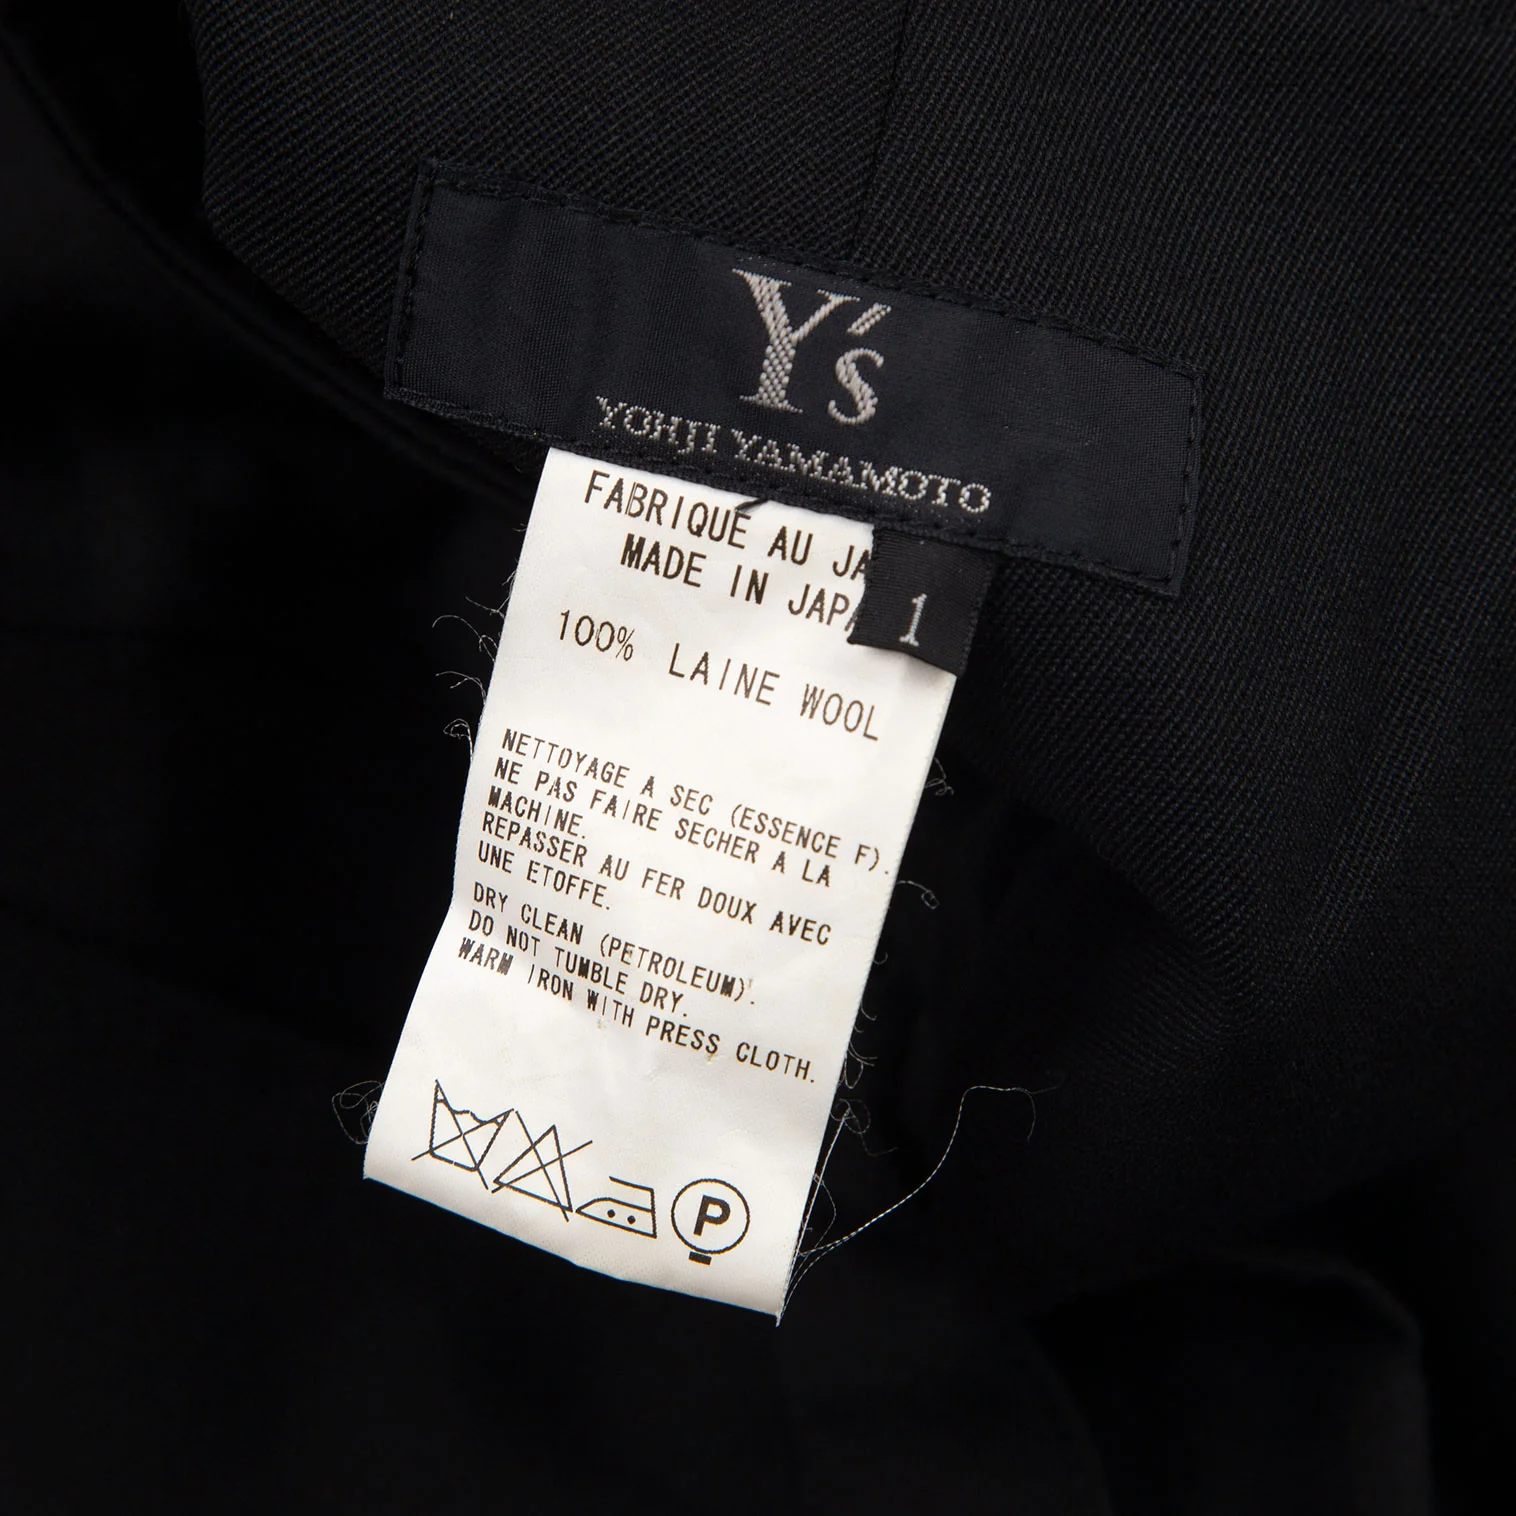 Y's
YOHJI YAMAMOTO
FABRIQUE AU JA
MADE IN JAPA
1
100% LAINE WOOL
NETTOYAGE A SEC (ESSENCE F).
NE PAS FAIRE SECHER A LA
MACHINE.
REPASSER AU FER DOUX AVEC
UNE ETOFFE.
DRY CLEAN (PETROLEUM).
DO NOT TUMBLE DRY.
WARM IRON WITH PRESS CLOTH.
P